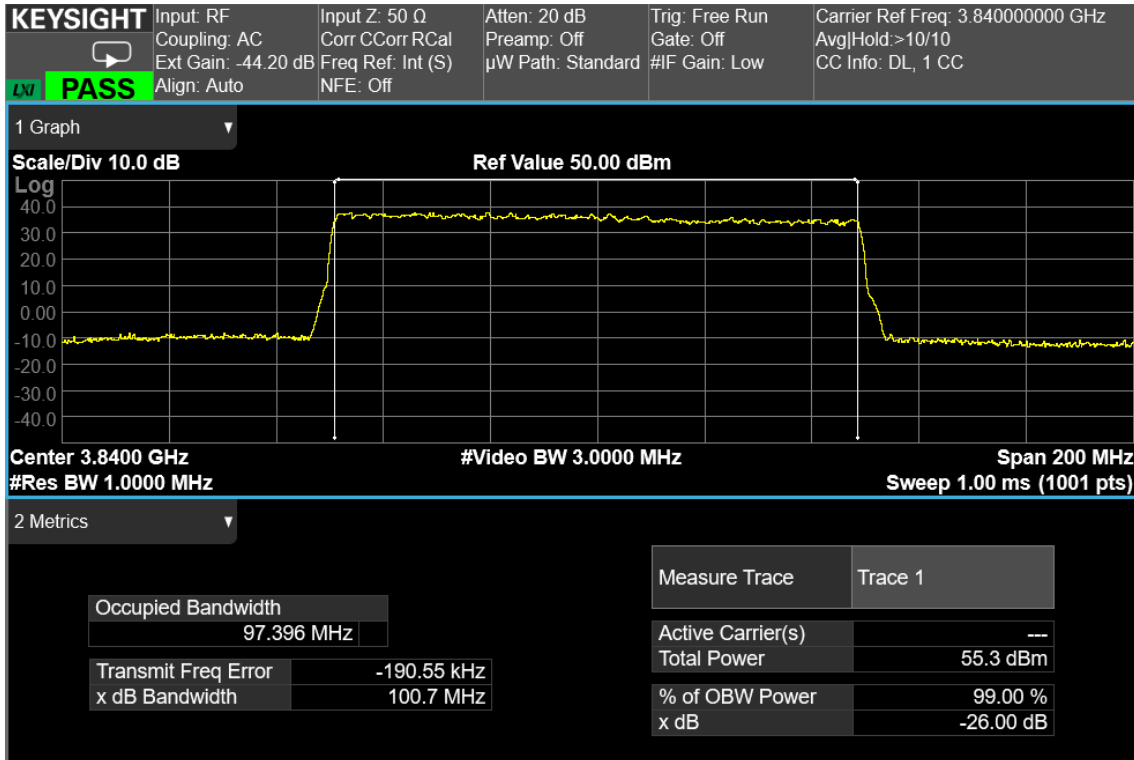 KEYSIGHT Input: RF Input Z: 50 Ω Atten: 20 dB Trig: Free Run Carrier Ref Freq: 3.840000000 GHz
Coupling: AC Corr CCorr RCal Preamp: Off Gate: Off Avg|Hold:>10/10
Ext Gain: -44.20 dB Freq Ref: Int (S) µW Path: Standard #IF Gain: Low CC Info: DL, 1 CC
LXI PASS Align: Auto NFE: Off
1 Graph
Scale/Div 10.0 dB Ref Value 50.00 dBm
Log
40.0
30.0
20.0
10.0
0.00
-10.0
-20.0
-30.0
-40.0
Center 3.8400 GHz #Video BW 3.0000 MHz Span 200 MHz
#Res BW 1.0000 MHz Sweep 1.00 ms (1001 pts)
2 Metrics
Measure Trace Trace 1
Occupied Bandwidth
97.396 MHz
Active Carrier(s) ---
Total Power 55.3 dBm
Transmit Freq Error -190.55 kHz
x dB Bandwidth 100.7 MHz
% of OBW Power 99.00 %
x dB -26.00 dB